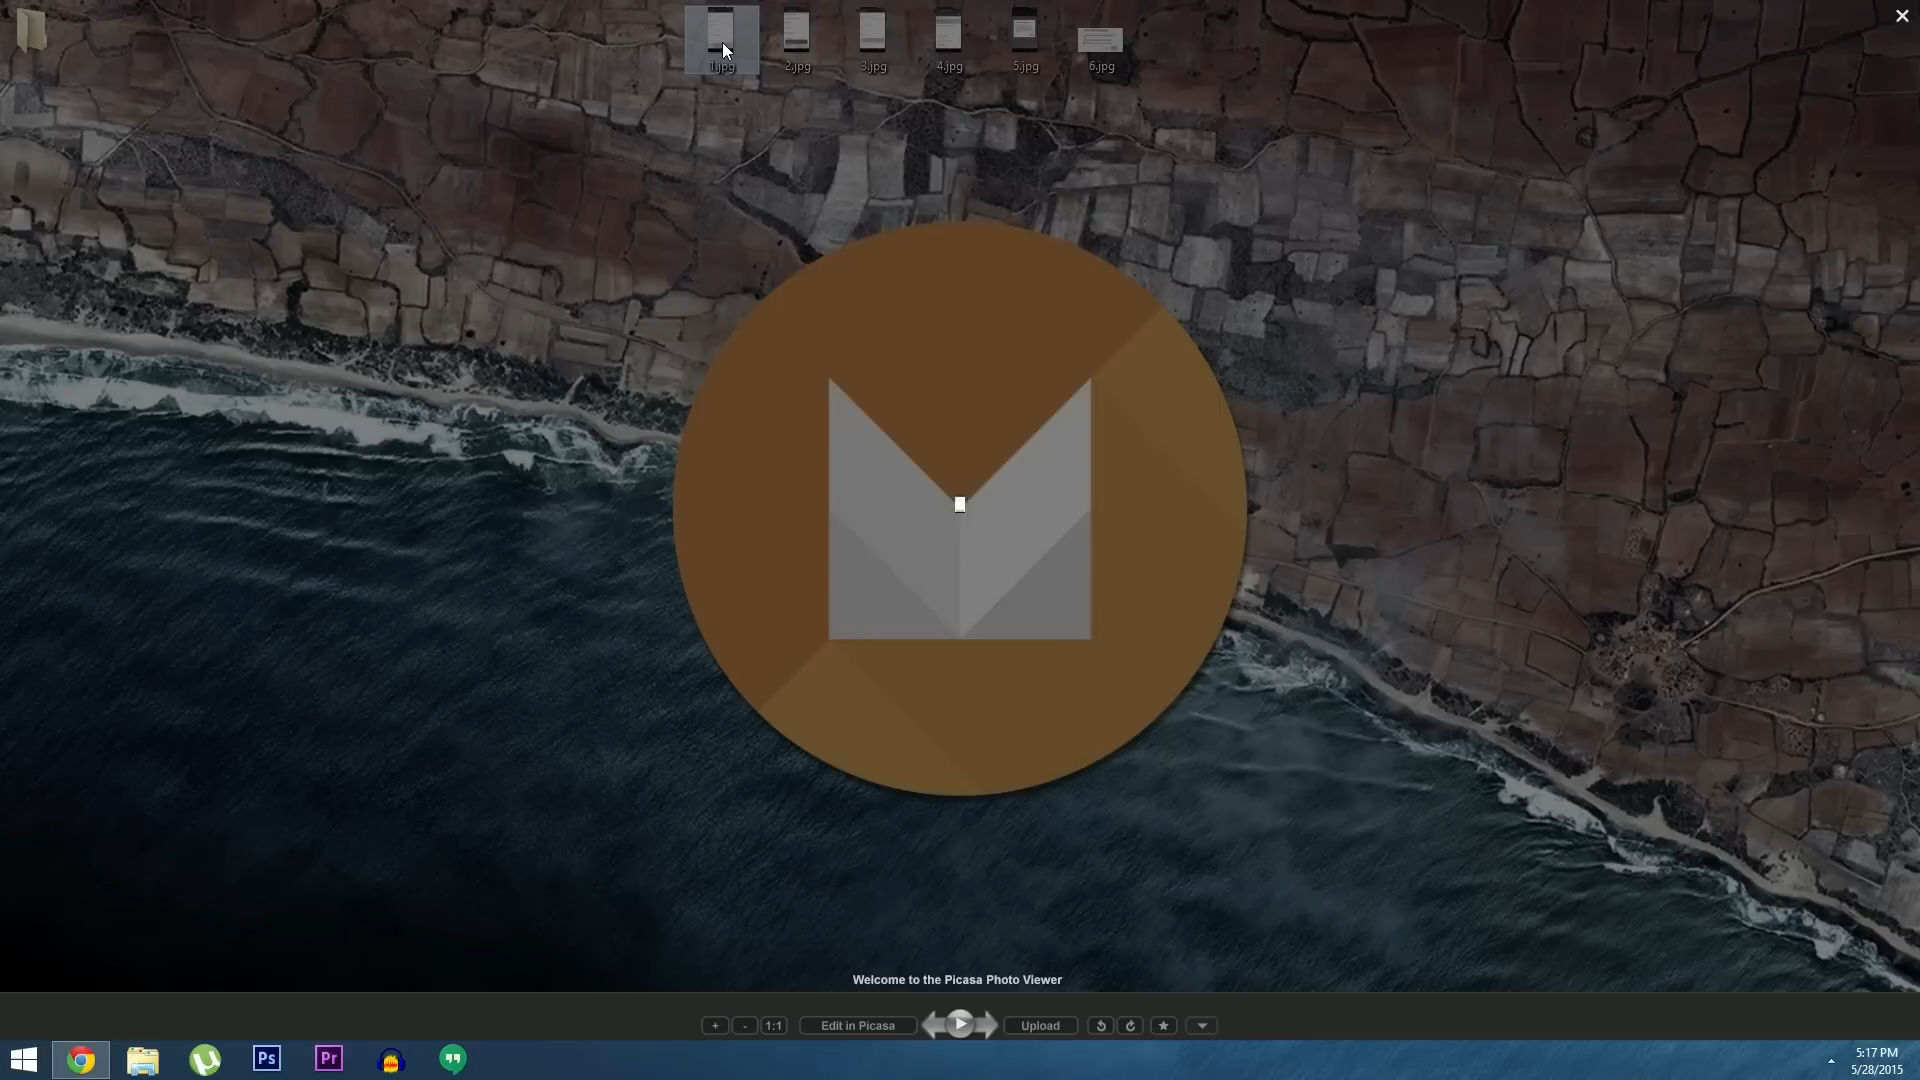 1.jpg
2.jpg
3.jpg
4.jpg
5.jpg
6.jpg
Welcome to the Picasa Photo Viewer
+
-
1:1
Edit in Picasa
Upload
Ps
Pr
5:17 PM
5/28/2015